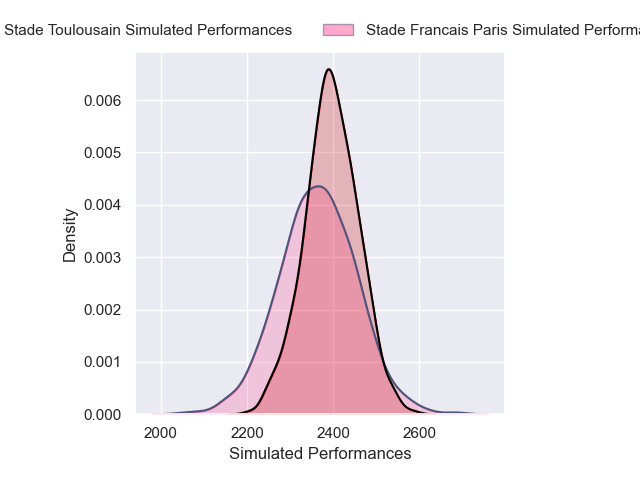 Stade Toulousain Simulated Performances
Stade Francais Paris Simulated Performa
0.006
0.005
0.004
0.003
0.002
0.001
0.000
Density
2000 2200 2400 2600
Simulated Performances